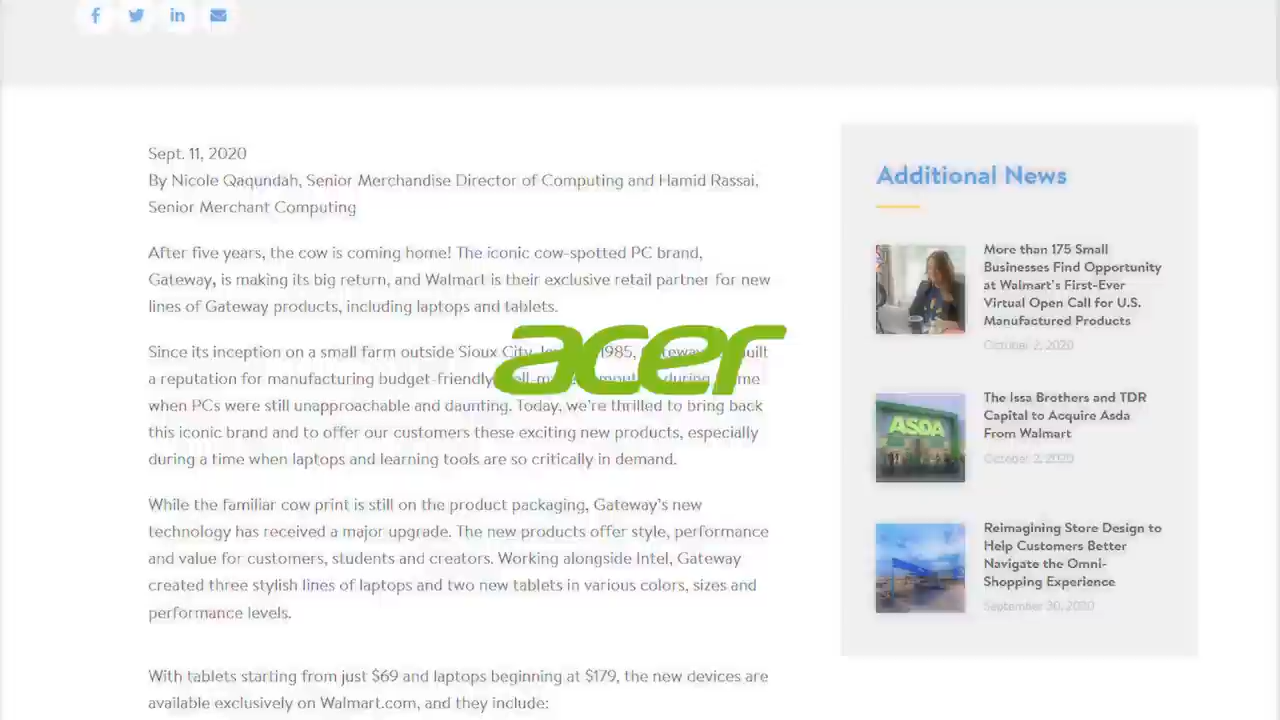 Sept. 11, 2020
By Nicole Qaqundah, Senior Merchandise Director of Computing and Hamid Rassai,
Senior Merchant Computing
After five years, the cow is coming home! The iconic cow-spotted PC brand,
Gateway, is making its big return, and Walmart is their exclusive retail partner for new
lines of Gateway products, including laptops and tablets.
Since its inception on a small farm outside Sioux City, 1985,
a reputation for manufacturing budget-friendly, during
when PCs were still unapproachable and daunting. Today, we're thrilled to bring back
this iconic brand and to offer our customers these exciting new products, especially
during a time when laptops and learning tools are so critically in demand.
While the familiar cow print is still on the product packaging, Gateway's new
technology has received a major upgrade. The new products offer style, performance
and value for customers, students and creators. Working alongside Intel, Gateway
created three stylish lines of laptops and two new tablets in various colors, sizes and
performance levels.
With tablets starting from just $69 and laptops beginning at $179, the new devices are
available exclusively on Walmart.com, and they include:
acer
Additional News
More than 175 Small
Businesses Find Opportunity
at Walmart's First-Ever
Virtual Open Call for U.S.
Manufactured Products
October 2, 2020
ASDA
The Issa Brothers and TDR
Capital to Acquire Asda
From Walmart
October 2, 2020
Reimagining Store Design to
Help Customers Better
Navigate the Omni-
Shopping Experience
September 30, 2020